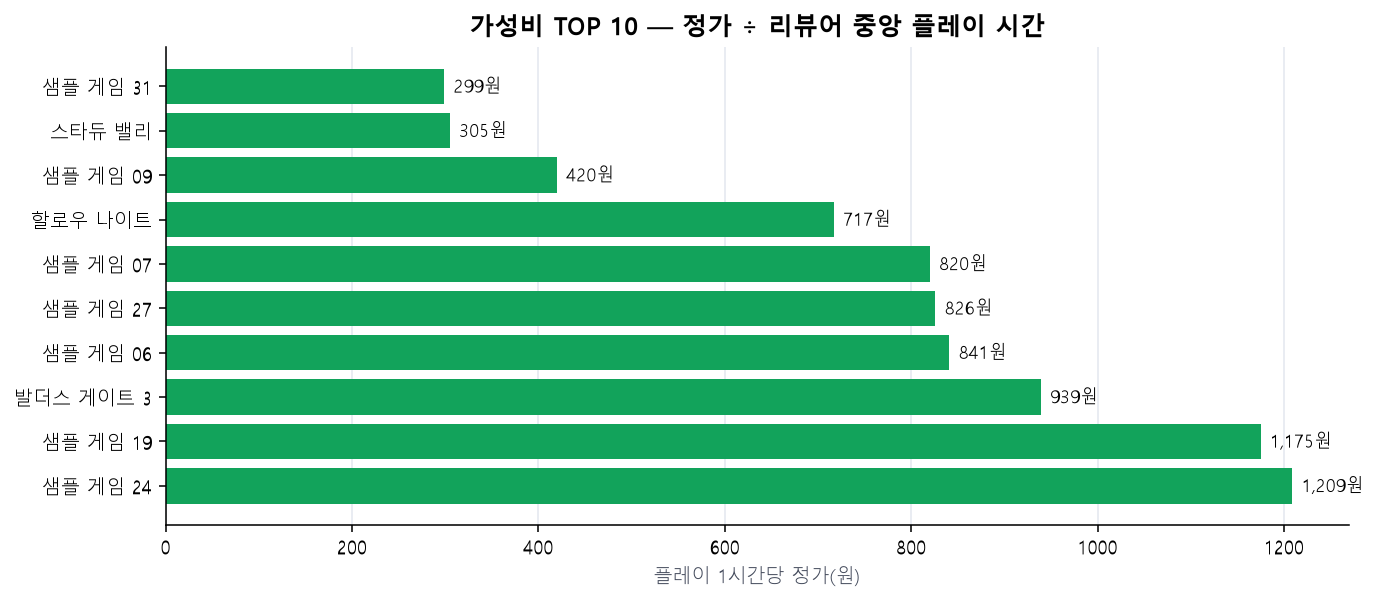 가성비 TOP 10 — 정가 ÷ 리뷰어 중앙 플레이 시간
샘플 게임 31 299원
스타듀 밸리 305원
샘플 게임 09 420원
할로우 나이트 717원
샘플 게임 07 820원
샘플 게임 27 826원
샘플 게임 06 841원
발더스 게이트 3 939원
샘플 게임 19 1,175원
샘플 게임 24 1,209원
0 200 400 600 800 1000 1200
플레이 1시간당 정가(원)